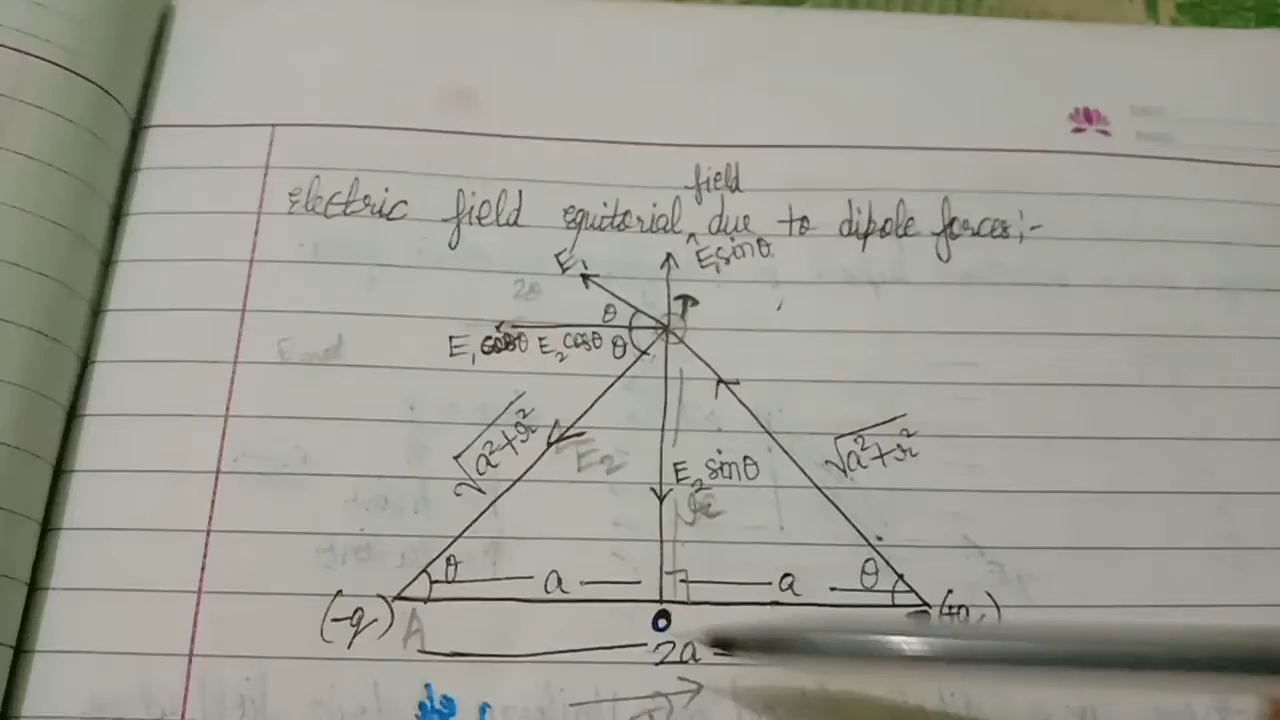 field
electric field equitorial ^ due to dipole forces;-
E₁ E₁sinθ
2θ θ P
E₁cosθ E₂cosθ θ
√a²+r² E₂ √a²+r²
E₂sinθ
r
θ a a θ
(-q) A O
2a